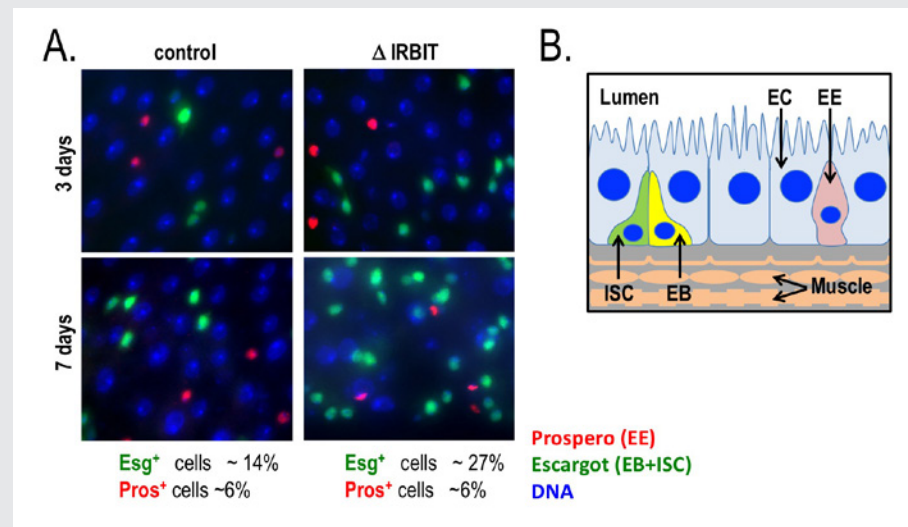 A.
control
Δ IRBIT
3 days
7 days
Esg⁺ cells ~ 14%
Pros⁺ cells ~6%
Esg⁺ cells ~ 27%
Pros⁺ cells ~6%
B.
Lumen
EC
EE
ISC
EB
Muscle
Prospero (EE)
Escargot (EB+ISC)
DNA